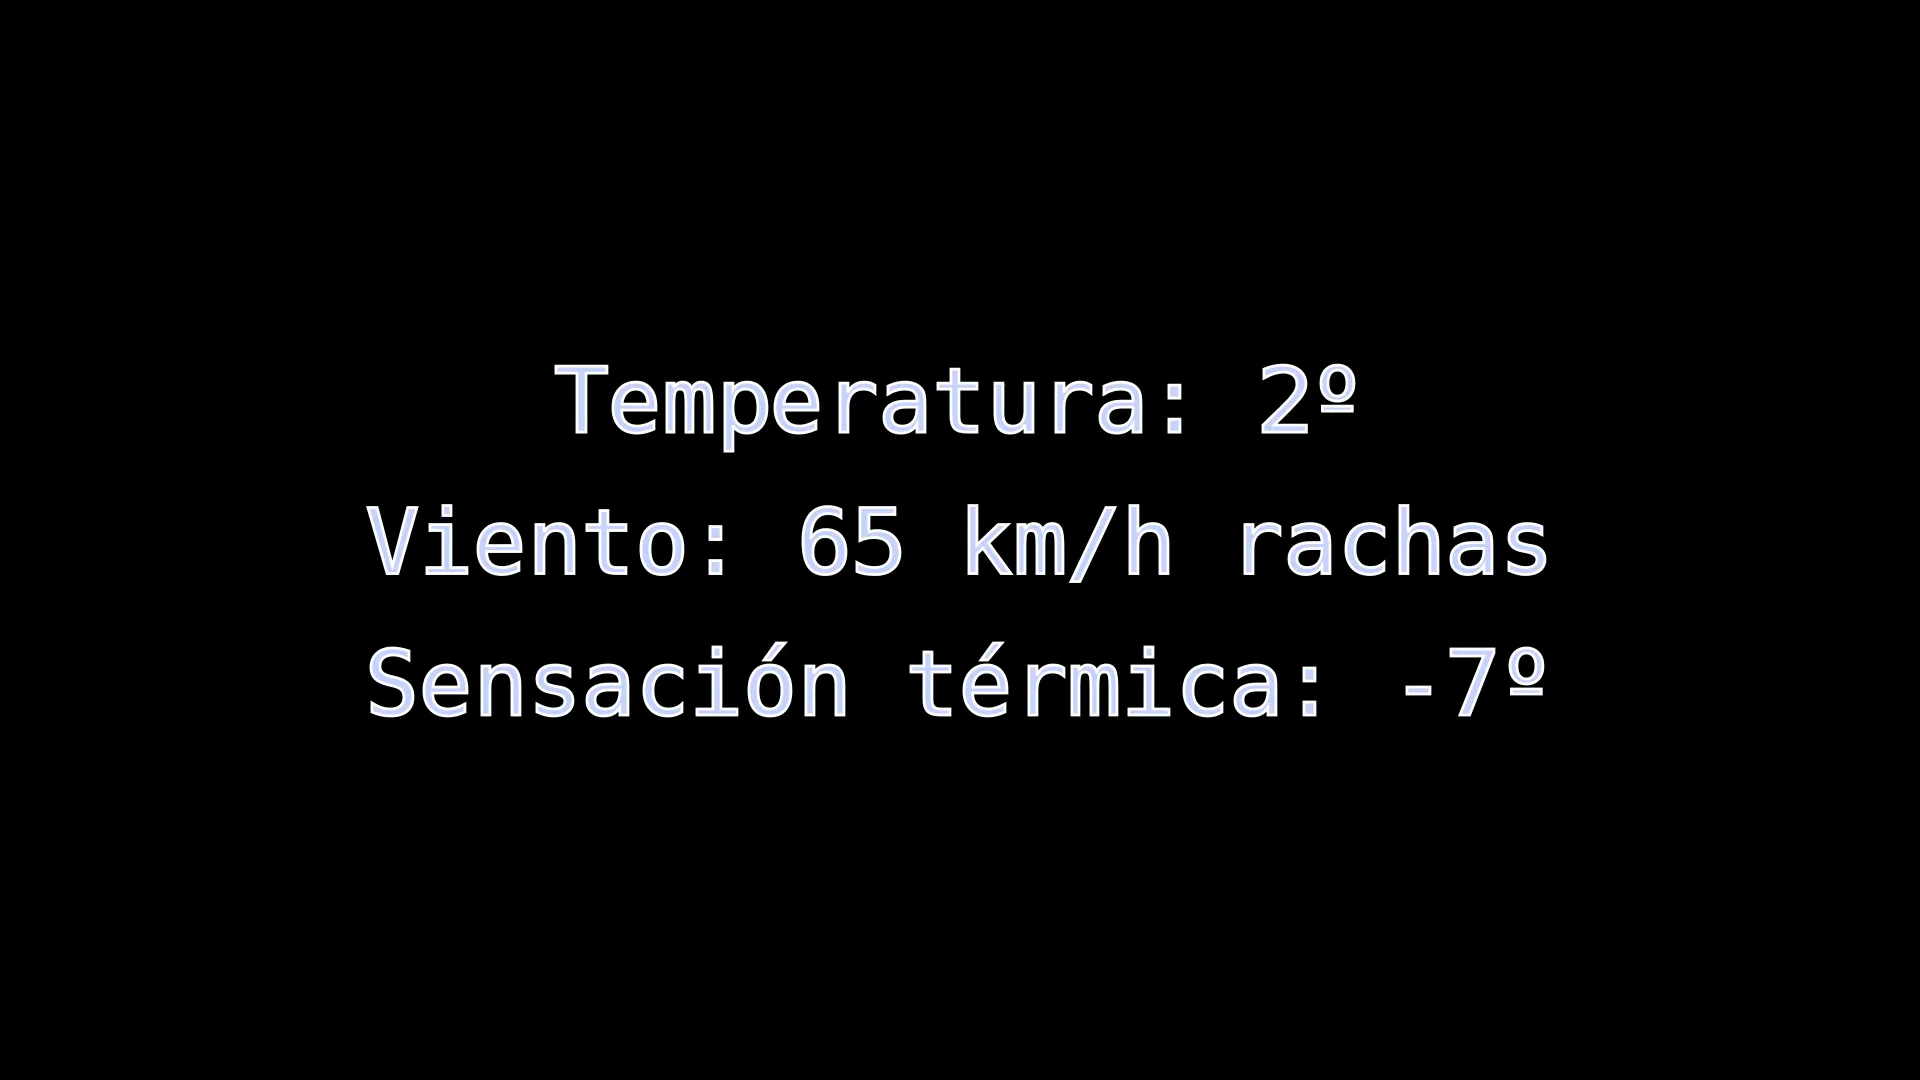 Temperatura: 2º
Viento: 65 km/h rachas
Sensación térmica: -7º